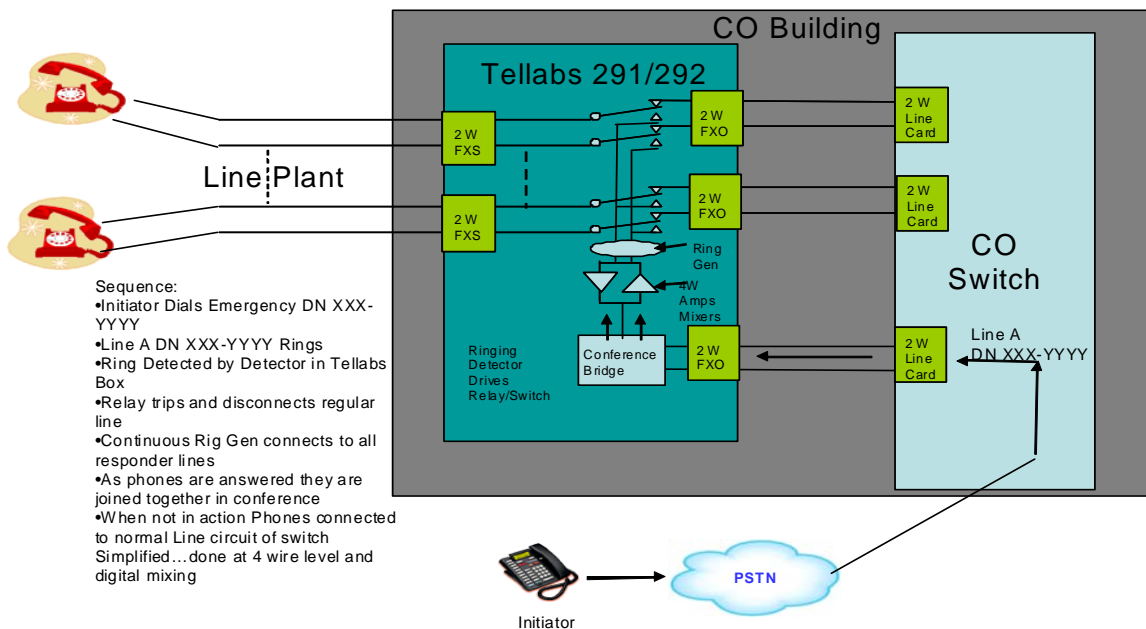 CO Building
Tellabs 291/292
2 W
FXS
2 W
FXO
2 W
Line
Card
Line Plant
2 W
FXS
2 W
FXO
2 W
Line
Card
Ring
Gen
CO
Switch
4W
Amps
Mixers
Ringing
Detector
Drives
Relay/Switch
Conference
Bridge
2 W
FXO
2 W
Line
Card
Line A
DN XXX-YYYY
Sequence:
•Initiator Dials Emergency DN XXX-
YYYY
•Line A DN XXX-YYYY Rings
•Ring Detected by Detector in Tellabs
Box
•Relay trips and disconnects regular
line
•Continuous Rig Gen connects to all
responder lines
•As phones are answered they are
joined together in conference
•When not in action Phones connected
to normal Line circuit of switch
Simplified...done at 4 wire level and
digital mixing
PSTN
Initiator